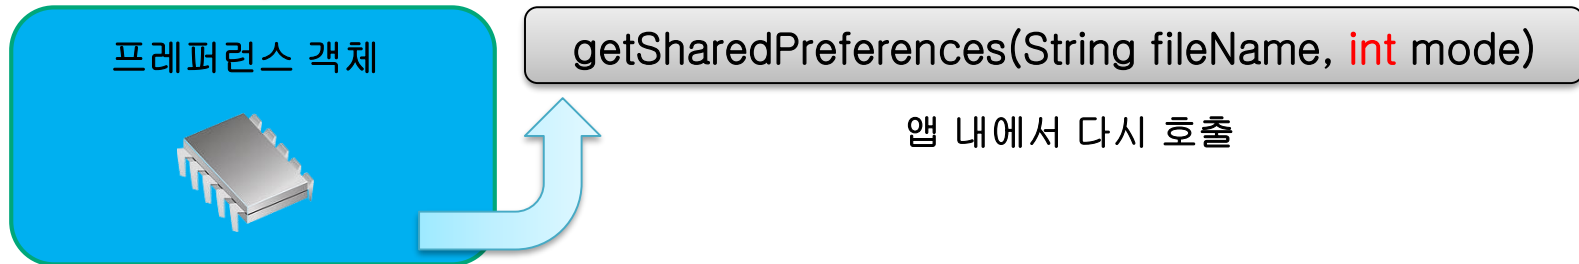 프레퍼런스 객체
getSharedPreferences(String fileName, int mode)
앱 내에서 다시 호출